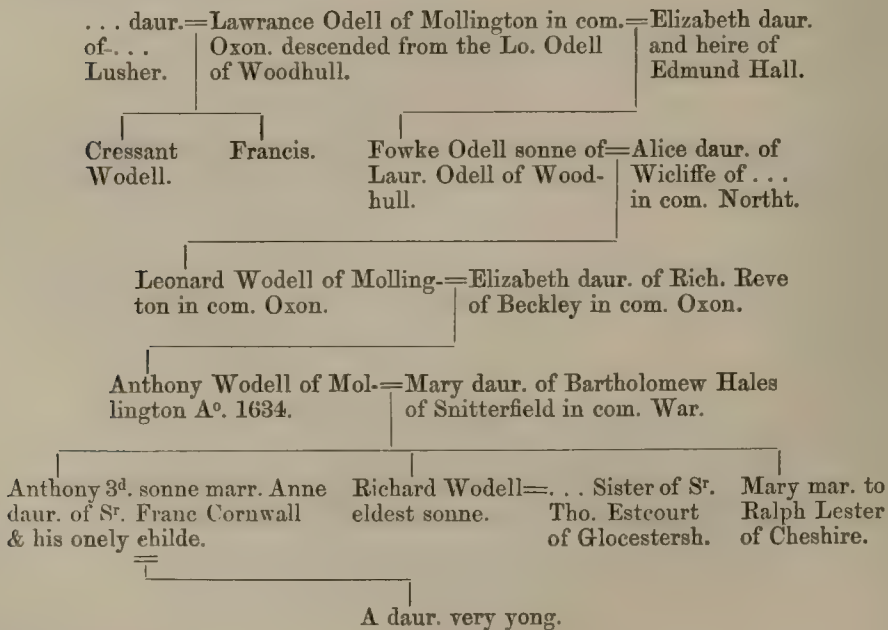 . . . daur.=Lawrance Odell of Mollington in com.=Elizabeth daur.
of . . . Oxon. descended from the Lo. Odell and heire of
Lusher. of Woodhull. Edmund Hall.
Cressant Francis. Fowke Odell sonne of=Alice daur. of
Wodell. Laur. Odell of Wood- Wicliffe of . . .
hull. in com. Northt.
Leonard Wodell of Molling-=Elizabeth daur. of Rich. Reve
ton in com. Oxon. of Beckley in com. Oxon.
Anthony Wodell of Mol-=Mary daur. of Bartholomew Hales
lington Aº. 1634. of Snitterfield in com. War.
Anthony 3ᵈ. sonne marr. Anne Richard Wodell=. . . Sister of Sʳ. Mary mar. to
daur. of Sʳ. Franc Cornwall eldest sonne. Tho. Estcourt Ralph Lester
& his onely childe. of Glocestersh. of Cheshire.
A daur. very yong.